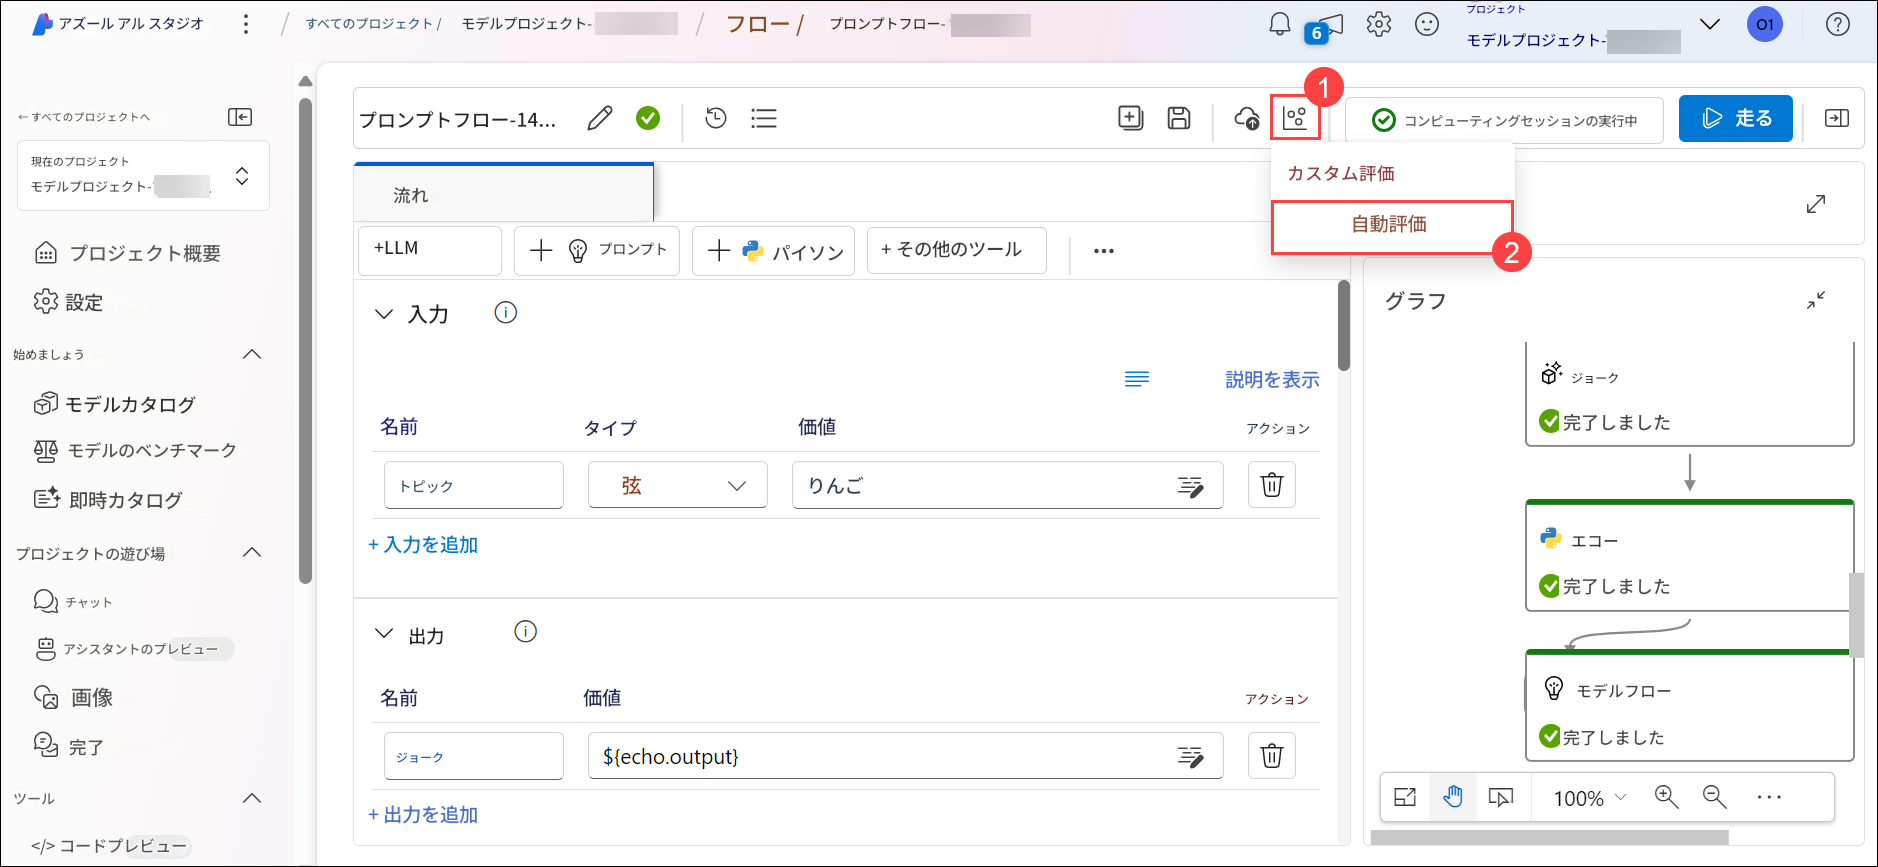 アズール アル スタジオ
すべてのプロジェクト /
モデルプロジェクト-
フロー /
プロンプトフロー-
6
プロジェクト
モデルプロジェクト-
O1
←すべてのプロジェクトへ
現在のプロジェクト
モデルプロジェクト-
プロジェクト概要
設定
始めましょう
モデルカタログ
モデルのベンチマーク
即時カタログ
プロジェクトの遊び場
チャット
アシスタントのプレビュー
画像
完了
ツール
</> コードプレビュー
プロンプトフロー-14...
1
コンピューティングセッションの実行中
走る
カスタム評価
自動評価
2
流れ
+LLM
プロンプト
パイソン
+ その他のツール
入力
説明を表示
名前
タイプ
価値
アクション
トピック
弦
りんご
+ 入力を追加
出力
名前
価値
アクション
ジョーク
${echo.output}
+ 出力を追加
グラフ
ジョーク
完了しました
エコー
完了しました
モデルフロー
完了しました
100%